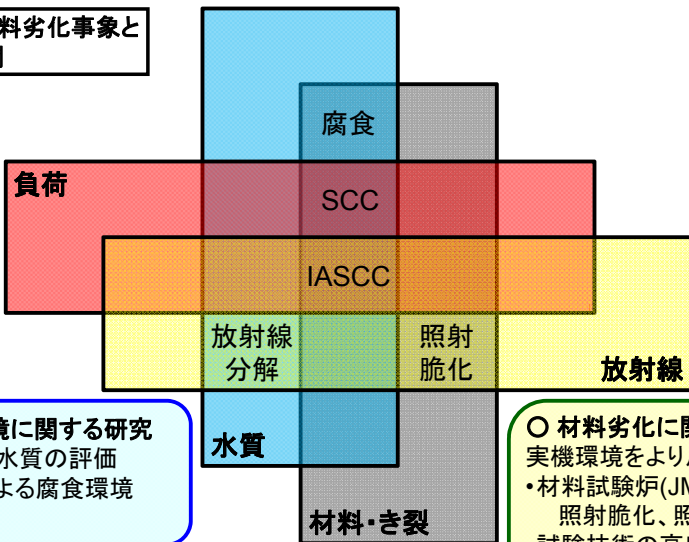 料劣化事象と
腐食
負荷
SCC
IASCC
放射線
分解
照射
脆化
放射線
水質
材料・き裂
境に関する研究
水質の評価
よる腐食環境
○ 材料劣化に関
実機環境をより
・材料試験炉(JM
照射脆化、照